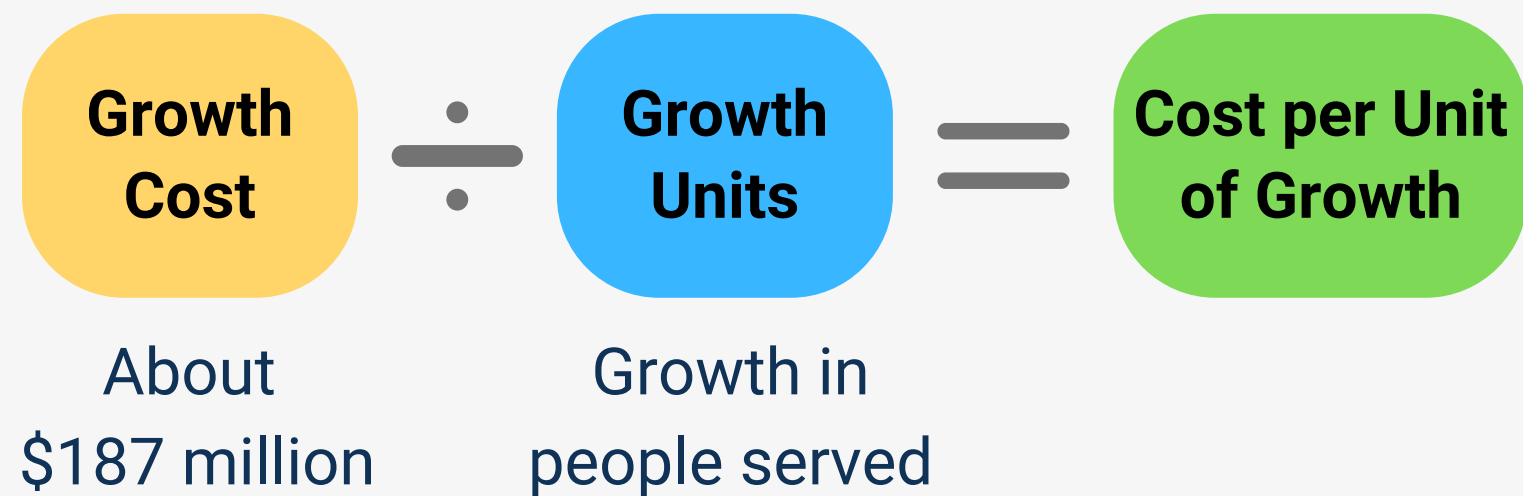 Growth
Cost
÷
Growth
Units
=
Cost per Unit
of Growth
About
$187 million
Growth in
people served